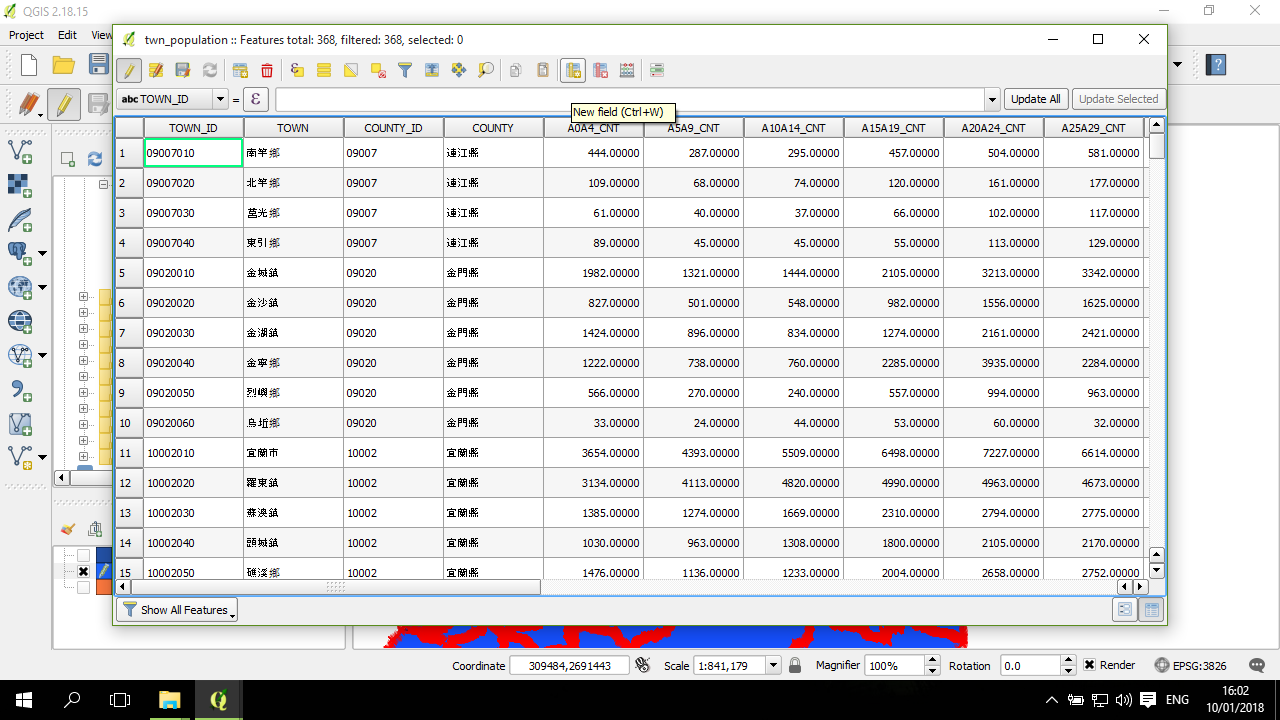 QGIS 2.18.15
Project Edit View
twn_population :: Features total: 368, filtered: 368, selected: 0
abc TOWN_ID = ε Update All Update Selected
New field (Ctrl+W)
TOWN_ID TOWN COUNTY_ID COUNTY A0A4_CNT A5A9_CNT A10A14_CNT A15A19_CNT A20A24_CNT A25A29_CNT
1 09007010 南竿鄉 09007 連江縣 444.00000 287.00000 295.00000 457.00000 504.00000 581.00000
2 09007020 北竿鄉 09007 連江縣 109.00000 68.00000 74.00000 120.00000 161.00000 177.00000
3 09007030 莒光鄉 09007 連江縣 61.00000 40.00000 37.00000 66.00000 102.00000 117.00000
4 09007040 東引鄉 09007 連江縣 89.00000 45.00000 45.00000 55.00000 113.00000 129.00000
5 09020010 金城鎮 09020 金門縣 1982.00000 1321.00000 1444.00000 2105.00000 3213.00000 3342.00000
6 09020020 金沙鎮 09020 金門縣 827.00000 501.00000 548.00000 982.00000 1556.00000 1625.00000
7 09020030 金湖鎮 09020 金門縣 1424.00000 896.00000 834.00000 1274.00000 2161.00000 2421.00000
8 09020040 金寧鄉 09020 金門縣 1222.00000 738.00000 760.00000 2285.00000 3935.00000 2284.00000
9 09020050 烈嶼鄉 09020 金門縣 566.00000 270.00000 240.00000 557.00000 994.00000 963.00000
10 09020060 烏坵鄉 09020 金門縣 33.00000 24.00000 44.00000 53.00000 60.00000 32.00000
11 10002010 宜蘭市 10002 宜蘭縣 3654.00000 4393.00000 5509.00000 6498.00000 7227.00000 6614.00000
12 10002020 羅東鎮 10002 宜蘭縣 3134.00000 4113.00000 4820.00000 4990.00000 4963.00000 4673.00000
13 10002030 蘇澳鎮 10002 宜蘭縣 1385.00000 1274.00000 1669.00000 2310.00000 2794.00000 2775.00000
14 10002040 頭城鎮 10002 宜蘭縣 1030.00000 963.00000 1308.00000 1800.00000 2105.00000 2170.00000
15 10002050 礁溪鄉 10002 宜蘭縣 1476.00000 1136.00000 1233.00000 2004.00000 2658.00000 2752.00000
Show All Features
Coordinate 309484,2691443 Scale 1:841,179 Magnifier 100% Rotation 0.0 Render EPSG:3826
ENG
16:02
10/01/2018